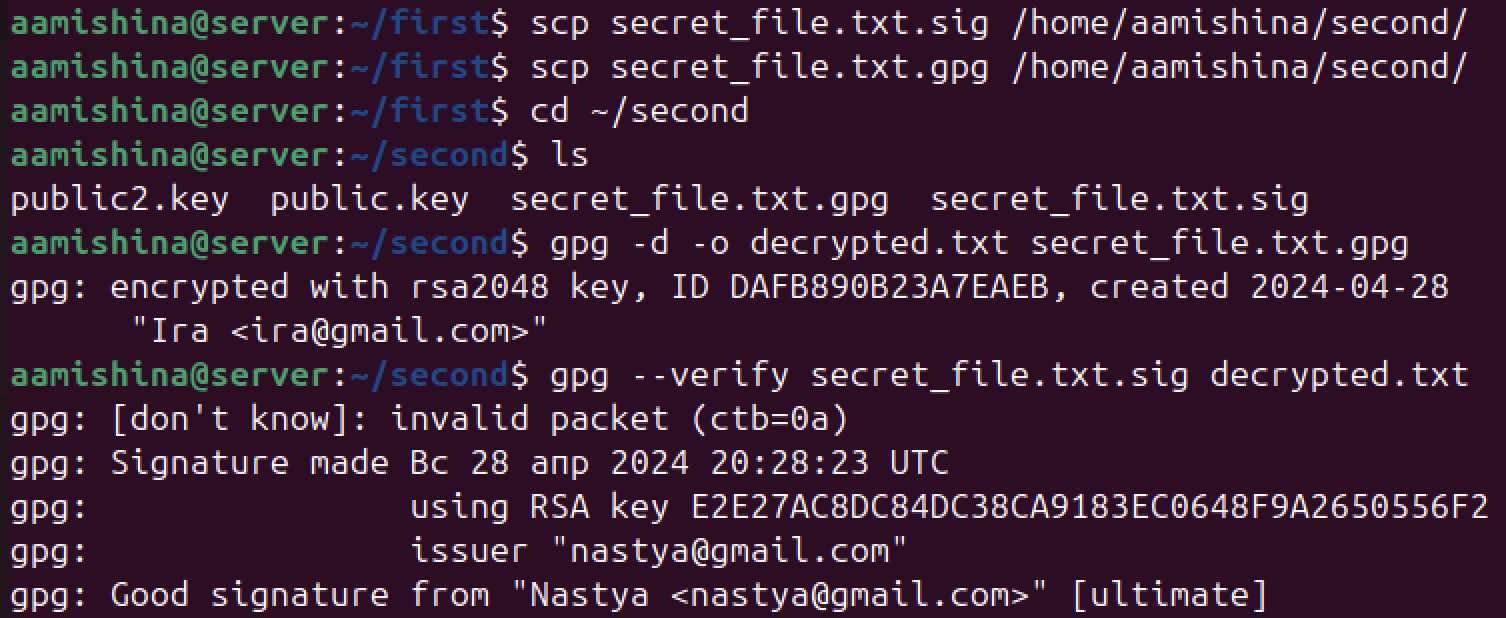 aamishina@server:~/first$ scp secret_file.txt.sig /home/aamishina/second/
aamishina@server:~/first$ scp secret_file.txt.gpg /home/aamishina/second/
aamishina@server:~/first$ cd ~/second
aamishina@server:~/second$ ls
public2.key  public.key  secret_file.txt.gpg  secret_file.txt.sig
aamishina@server:~/second$ gpg -d -o decrypted.txt secret_file.txt.gpg
gpg: encrypted with rsa2048 key, ID DAFB890B23A7EAEB, created 2024-04-28
      "Ira <ira@gmail.com>"
aamishina@server:~/second$ gpg --verify secret_file.txt.sig decrypted.txt
gpg: [don't know]: invalid packet (ctb=0a)
gpg: Signature made Вс 28 апр 2024 20:28:23 UTC
gpg:                using RSA key E2E27AC8DC84DC38CA9183EC0648F9A2650556F2
gpg:                issuer "nastya@gmail.com"
gpg: Good signature from "Nastya <nastya@gmail.com>" [ultimate]